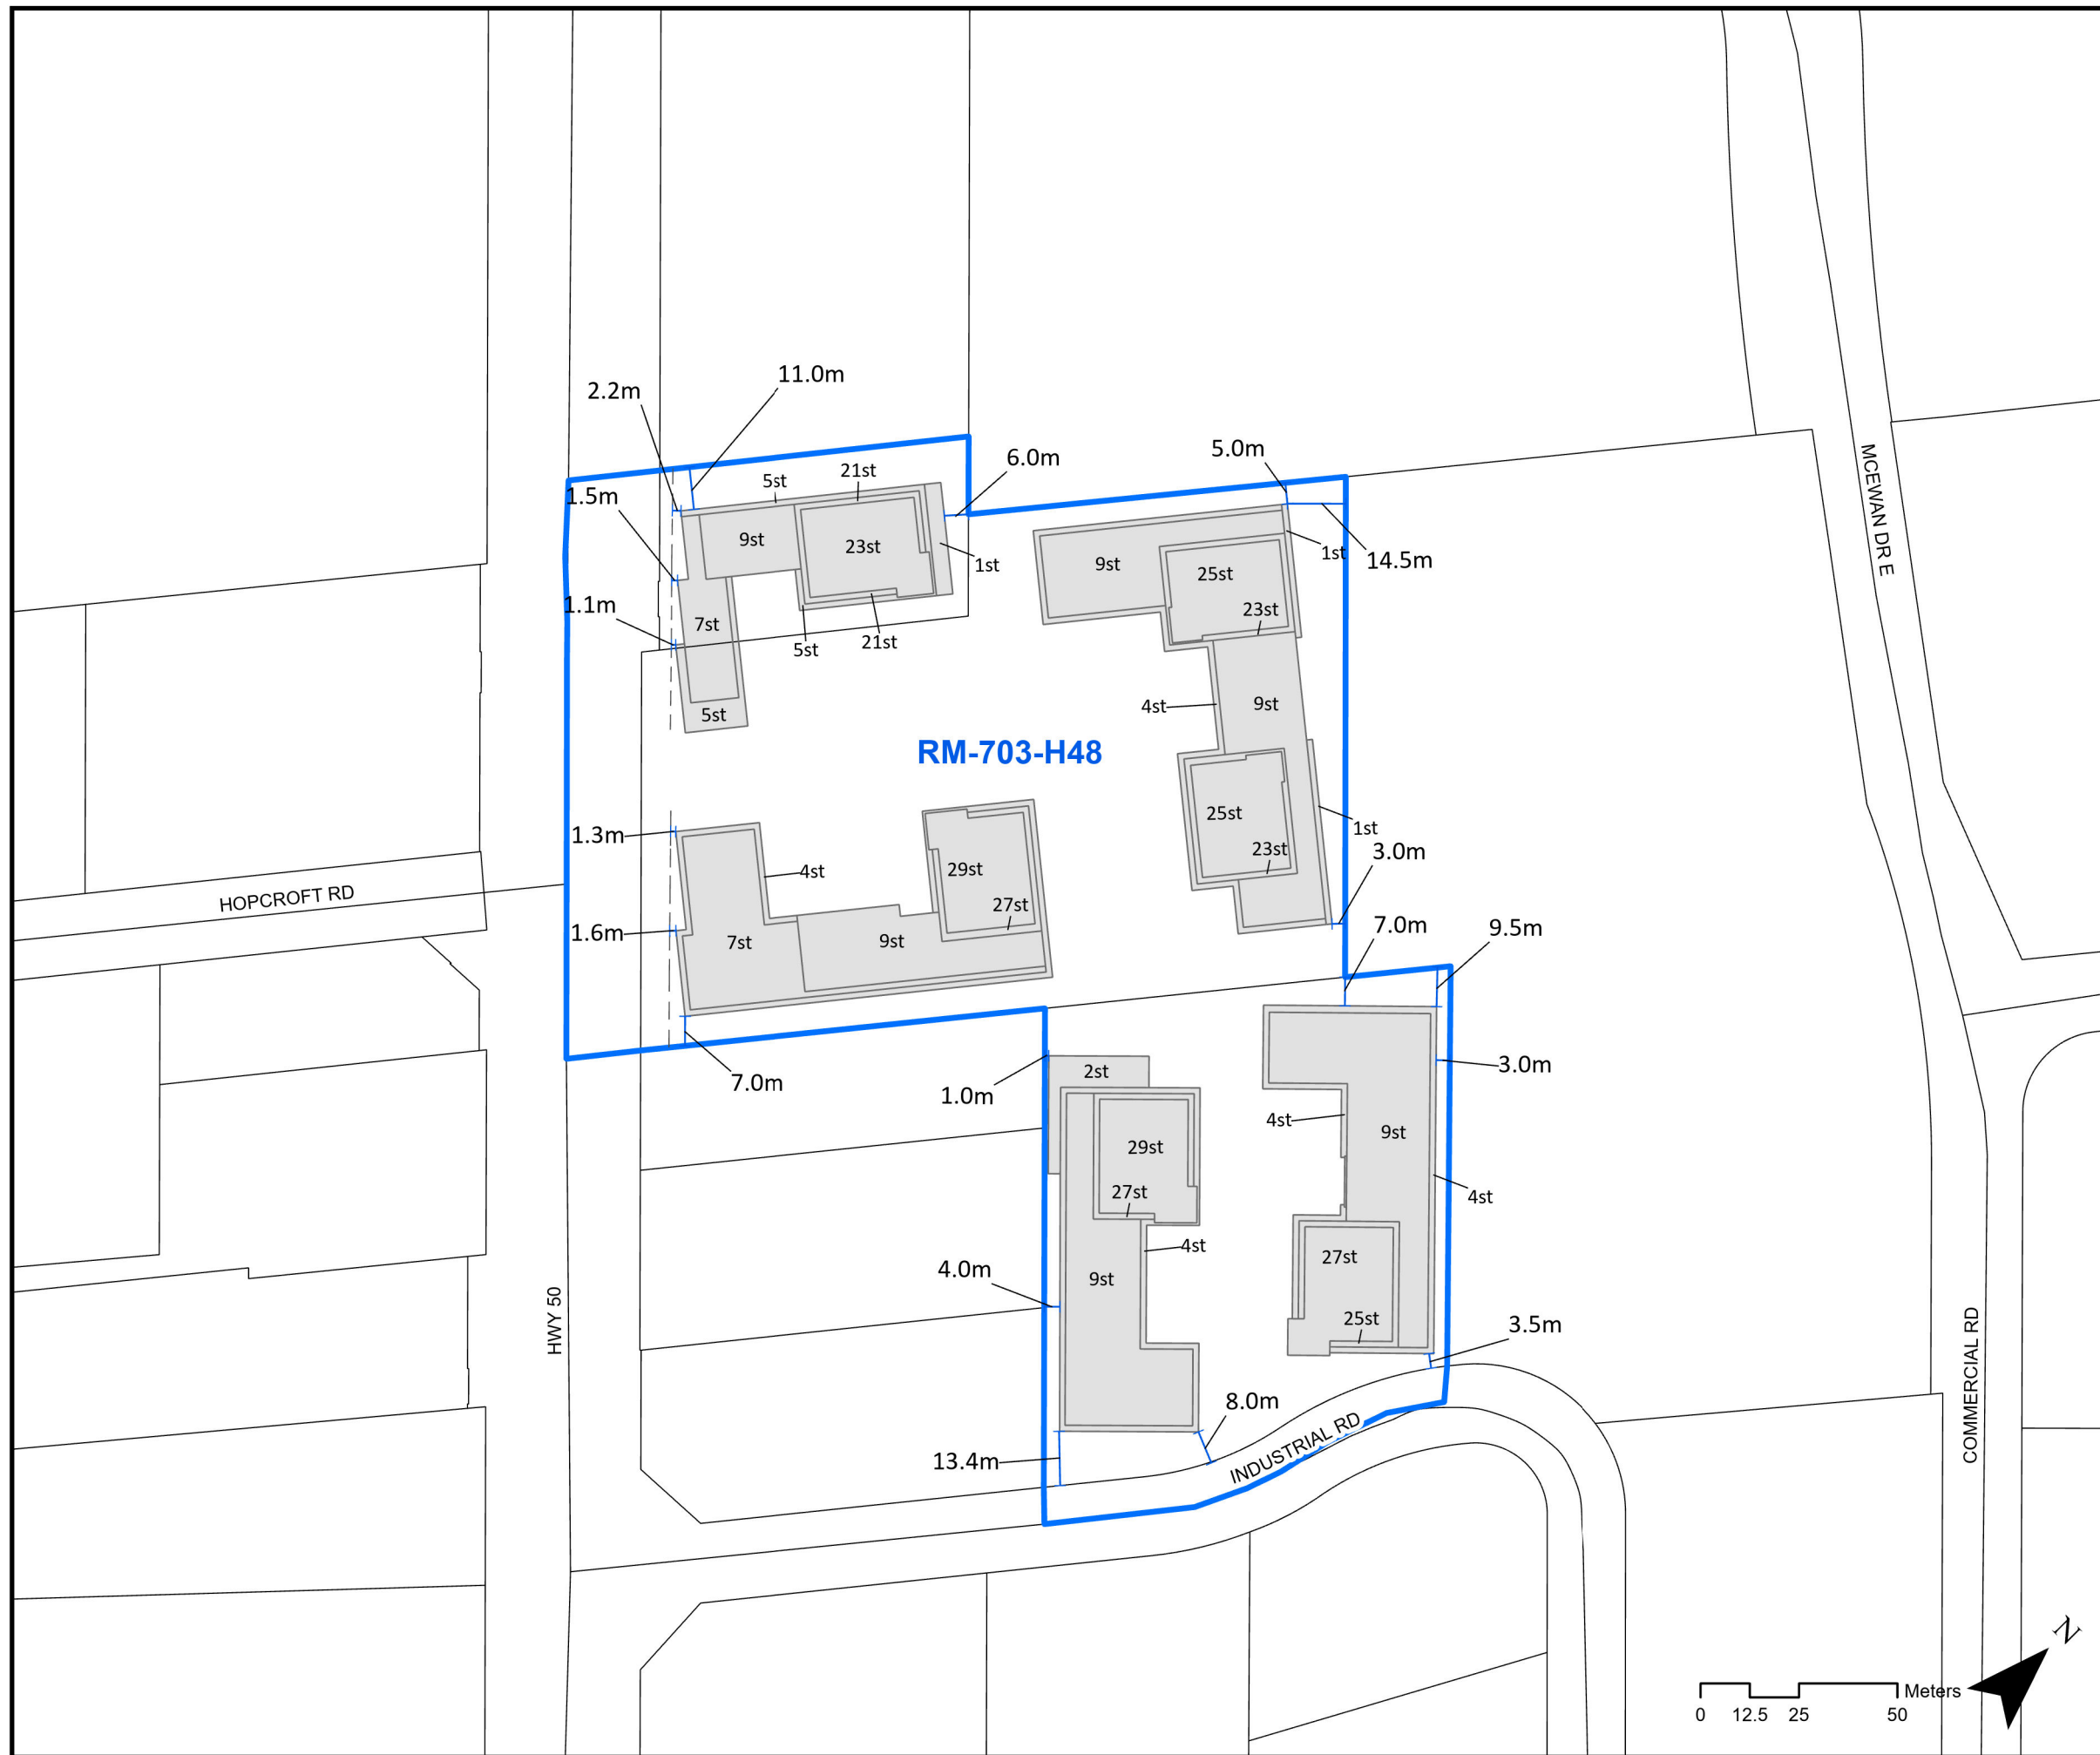 11.0m
2.2m
5.0m
6.0m
21st
5st
1.5m
9st
23st
1st
1st
14.5m
9st
25st
MCEWAN DR E
1.1m
23st
7st
5st
21st
4st
9st
5st
RM-703-H48
25st
1st
1.3m
23st
3.0m
4st
29st
HOPCROFT RD
27st
7.0m
9.5m
1.6m
7st
9st
3.0m
2st
7.0m
1.0m
4st
9st
29st
27st
4st
4st
27st
4.0m
9st
25st
3.5m
HWY 50
COMMERCIAL RD
8.0m
INDUSTRIAL RD
13.4m
N
Meters
0 12.5 25 50